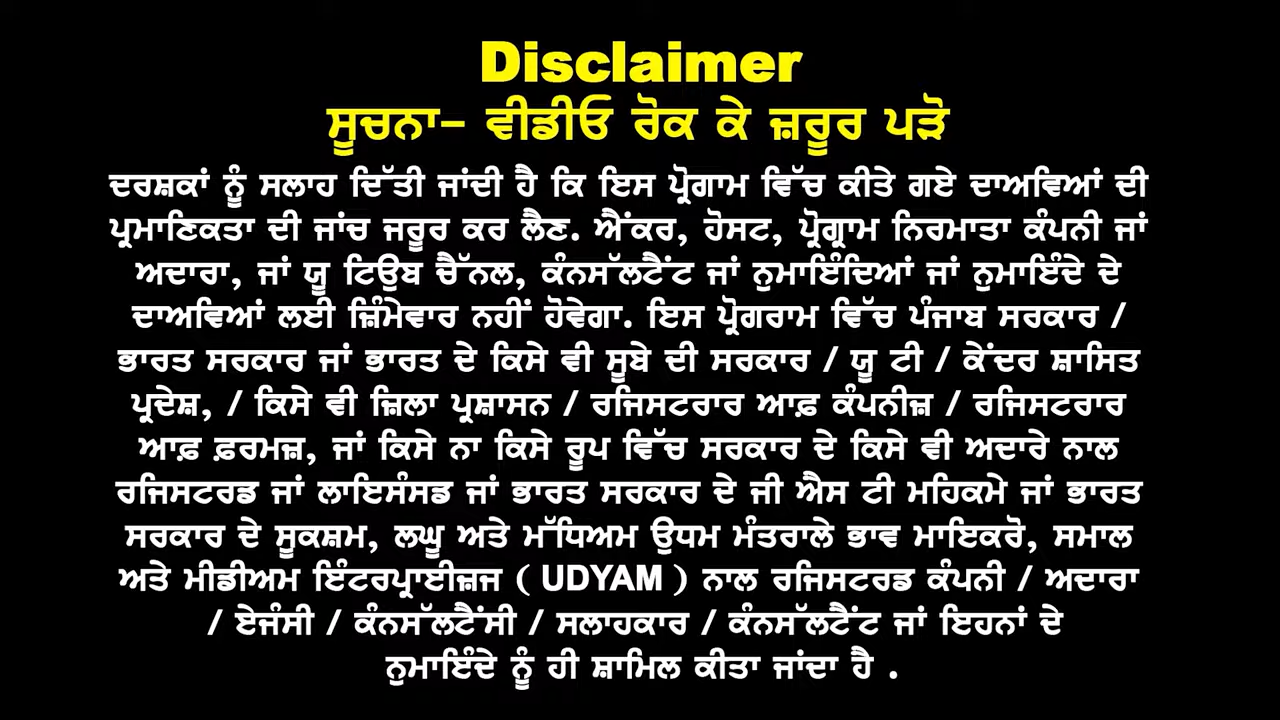 Disclaimer
ਸੂਚਨਾ- ਵੀਡੀਓ ਰੋਕ ਕੇ ਜ਼ਰੂਰ ਪੜੋ
ਦਰਸ਼ਕਾਂ ਨੂੰ ਸਲਾਹ ਦਿੱਤੀ ਜਾਂਦੀ ਹੈ ਕਿ ਇਸ ਪ੍ਰੋਗਾਮ ਵਿੱਚ ਕੀਤੇ ਗਏ ਦਾਅਵਿਆਂ ਦੀ
ਪ੍ਰਮਾਣਿਕਤਾ ਦੀ ਜਾਂਚ ਜਰੂਰ ਕਰ ਲੈਣ. ਐਂਕਰ, ਹੋਸਟ, ਪ੍ਰੋਗ੍ਰਾਮ ਨਿਰਮਾਤਾ ਕੰਪਨੀ ਜਾਂ
ਅਦਾਰਾ, ਜਾਂ ਯੂ ਟਿਊਬ ਚੈੱਨਲ, ਕੰਨਸੱਲਟੈਂਟ ਜਾਂ ਨੁਮਾਇੰਦਿਆਂ ਜਾਂ ਨੁਮਾਇੰਦੇ ਦੇ
ਦਾਅਵਿਆਂ ਲਈ ਜ਼ਿੰਮੇਵਾਰ ਨਹੀਂ ਹੋਵੇਗਾ. ਇਸ ਪ੍ਰੋਗਰਾਮ ਵਿੱਚ ਪੰਜਾਬ ਸਰਕਾਰ /
ਭਾਰਤ ਸਰਕਾਰ ਜਾਂ ਭਾਰਤ ਦੇ ਕਿਸੇ ਵੀ ਸੂਬੇ ਦੀ ਸਰਕਾਰ / ਯੂ ਟੀ / ਕੇਂਦਰ ਸ਼ਾਸਿਤ
ਪ੍ਰਦੇਸ਼, / ਕਿਸੇ ਵੀ ਜ਼ਿਲਾ ਪ੍ਰਸ਼ਾਸਨ / ਰਜਿਸਟਰਾਰ ਆਫ਼ ਕੰਪਨੀਜ਼ / ਰਜਿਸਟਰਾਰ
ਆਫ਼ ਫ਼ਰਮਜ਼, ਜਾਂ ਕਿਸੇ ਨਾ ਕਿਸੇ ਰੂਪ ਵਿੱਚ ਸਰਕਾਰ ਦੇ ਕਿਸੇ ਵੀ ਅਦਾਰੇ ਨਾਲ
ਰਜਿਸਟਰਡ ਜਾਂ ਲਾਇਸੰਸਡ ਜਾਂ ਭਾਰਤ ਸਰਕਾਰ ਦੇ ਜੀ ਐਸ ਟੀ ਮਹਿਕਮੇ ਜਾਂ ਭਾਰਤ
ਸਰਕਾਰ ਦੇ ਸੂਕਸ਼ਮ, ਲਘੂ ਅਤੇ ਮੱਧਿਅਮ ਉਧਮ ਮੰਤਰਾਲੇ ਭਾਵ ਮਾਇਕਰੋ, ਸਮਾਲ
ਅਤੇ ਮੀਡੀਅਮ ਇੰਟਰਪ੍ਰਾਈਜ਼ਜ ( UDYAM ) ਨਾਲ ਰਜਿਸਟਰਡ ਕੰਪਨੀ / ਅਦਾਰਾ
/ ਏਜੰਸੀ / ਕੰਨਸੱਲਟੈਂਸੀ / ਸਲਾਹਕਾਰ / ਕੰਨਸੱਲਟੈਂਟ ਜਾਂ ਇਹਨਾਂ ਦੇ
ਨੁਮਾਇੰਦੇ ਨੂੰ ਹੀ ਸ਼ਾਮਿਲ ਕੀਤਾ ਜਾਂਦਾ ਹੈ .